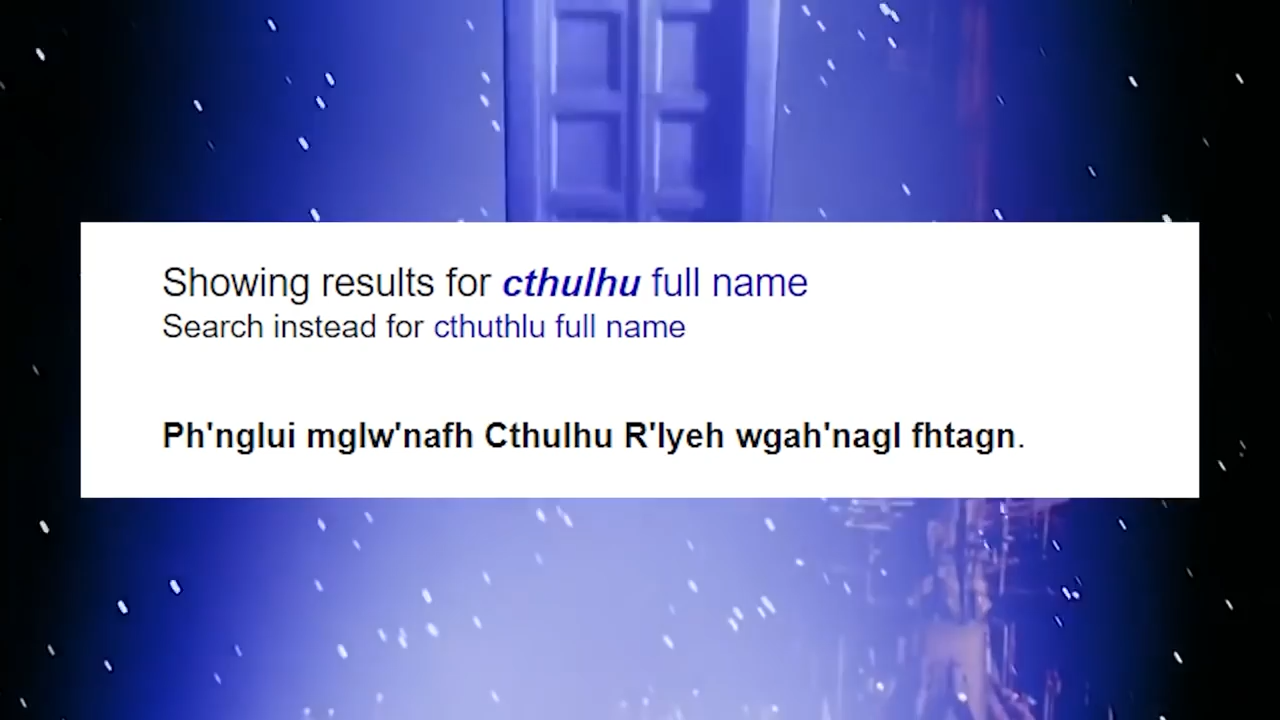 Showing results for cthulhu full name
Search instead for cthuthlu full name
Ph'nglui mglw'nafh Cthulhu R'lyeh wgah'nagl fhtagn.